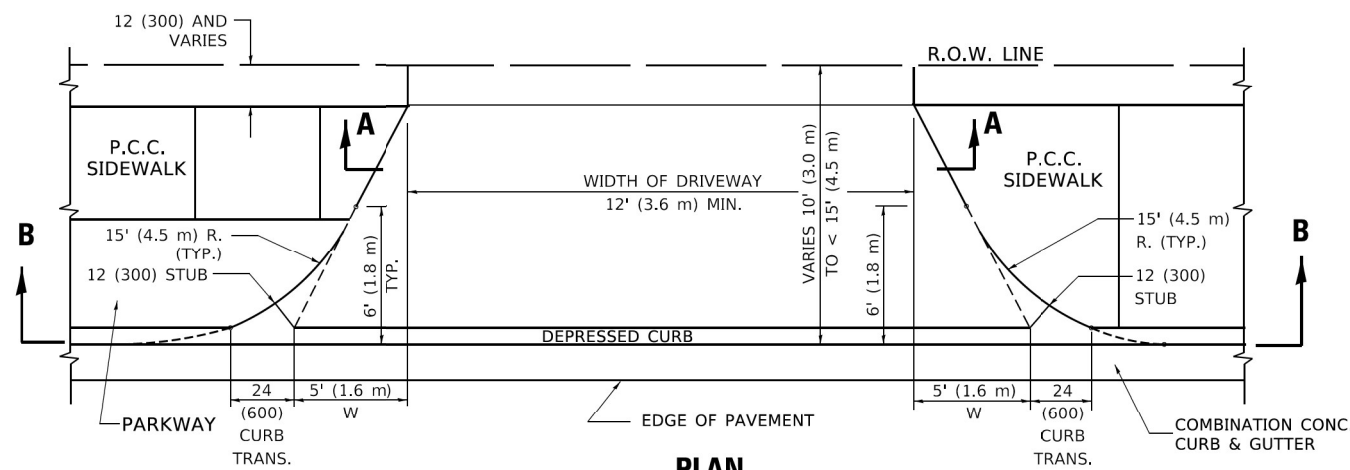 12 (300) AND
VARIES
R.O.W. LINE
A
A
P.C.C.
SIDEWALK
P.C.C.
SIDEWALK
WIDTH OF DRIVEWAY
12' (3.6 m) MIN.
VARIES 10' (3.0 m)
TO < 15' (4.5 m)
B
B
15' (4.5 m) R.
(TYP.)
15' (4.5 m)
R. (TYP.)
12 (300) STUB
12 (300)
STUB
6' (1.8 m)
TYP.
6' (1.8 m)
DEPRESSED CURB
24
(600)
CURB
TRANS.
5' (1.6 m)
W
5' (1.6 m)
W
24
(600)
CURB
TRANS.
PARKWAY
EDGE OF PAVEMENT
COMBINATION CONC
CURB & GUTTER